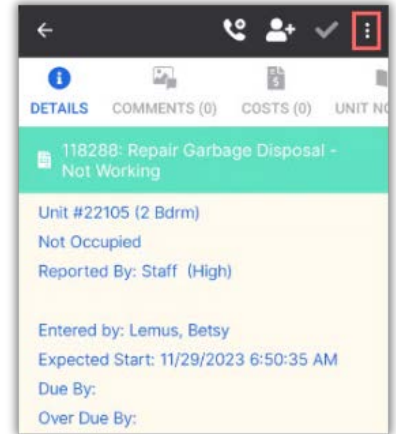 DETAILS COMMENTS (0) COSTS (0) UNIT NO
118288: Repair Garbage Disposal -
Not Working
Unit #22105 (2 Bdrm)
Not Occupied
Reported By: Staff (High)
Entered by: Lemus, Betsy
Expected Start: 11/29/2023 6:50:35 AM
Due By:
Over Due By: